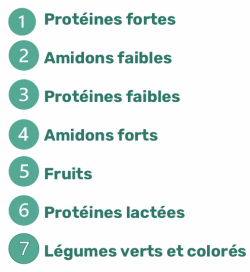 1 Protéines fortes
2 Amidons faibles
3 Protéines faibles
4 Amidons forts
5 Fruits
6 Protéines lactées
7 Légumes verts et colorés